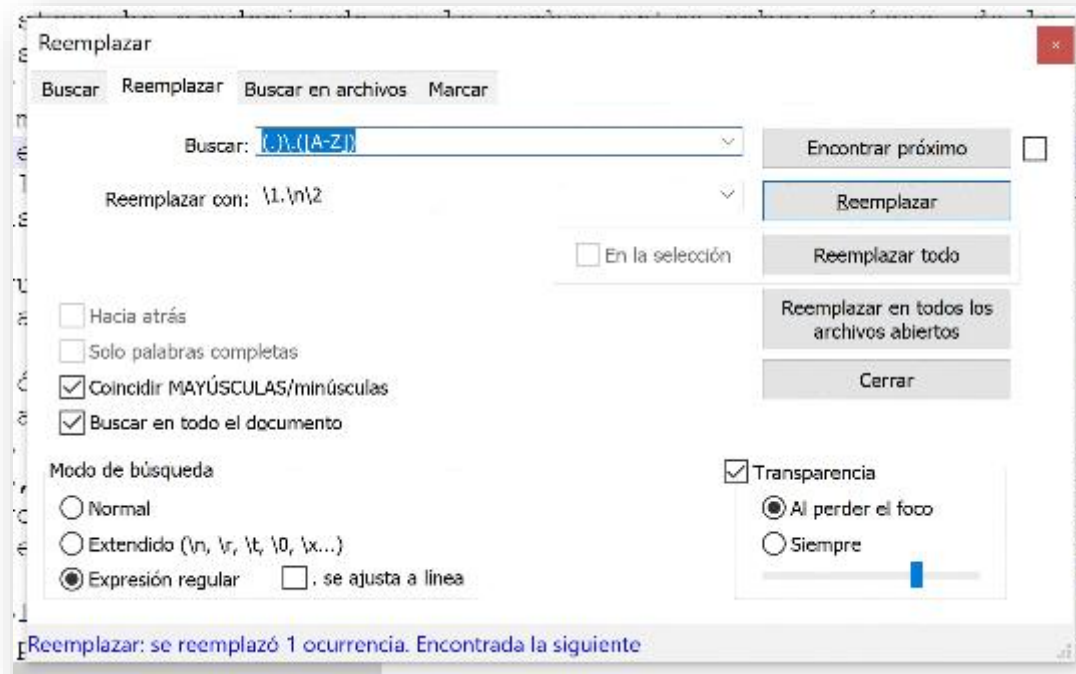 Reemplazar
Buscar Reemplazar Buscar en archivos Marcar
Buscar: (.)\.([A-Z]) Encontrar próximo
Reemplazar con: \1.\n\2 Reemplazar
En la selección Reemplazar todo
Hacia atrás Reemplazar en todos los
archivos abiertos
Solo palabras completas
Coincidir MAYÚSCULAS/minúsculas Cerrar
Buscar en todo el documento
Modo de búsqueda Transparencia
Normal Al perder el foco
Extendido (\n, \r, \t, \0, \x...) Siempre
Expresión regular . se ajusta a línea
Reemplazar: se reemplazó 1 ocurrencia. Encontrada la siguiente